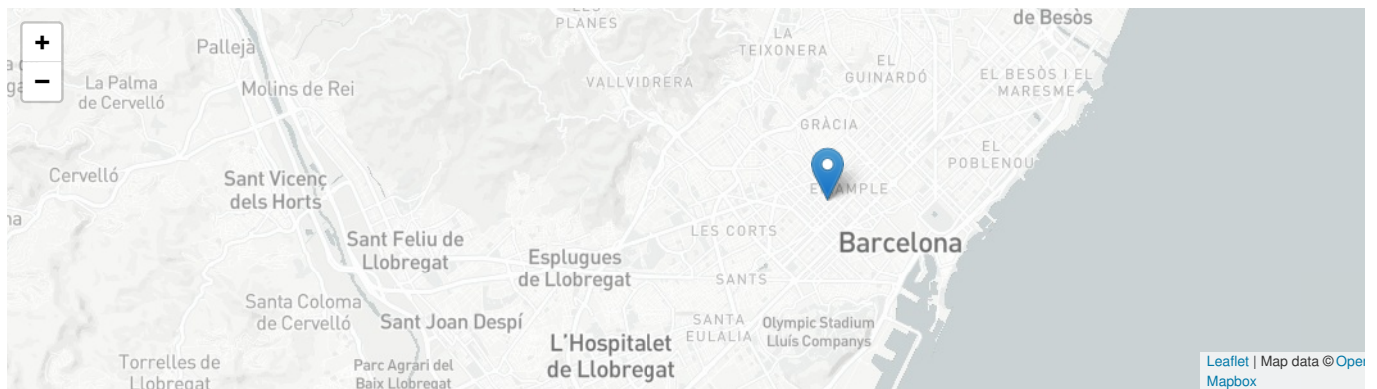 +
−
PLANES
de Besòs
Pallejà
LA
TEIXONERA
EL
GUINARDÓ
La Palma
de Cervelló
Molins de Rei
VALLVIDRERA
EL BESÒS I EL
MARESME
GRÀCIA
EL
POBLENOU
Cervelló
Sant Vicenç
dels Horts
AMPLE
Sant Feliu de
Llobregat
LES CORTS
Barcelona
Esplugues
de Llobregat
SANTS
Santa Coloma
de Cervelló
Sant Joan Despí
SANTA
EULALIA
Olympic Stadium
Lluís Companys
L'Hospitalet
de Llobregat
Torrelles de
Llobregat
Parc Agrari del
Baix Llobregat
Leaflet | Map data © Oper
Mapbox